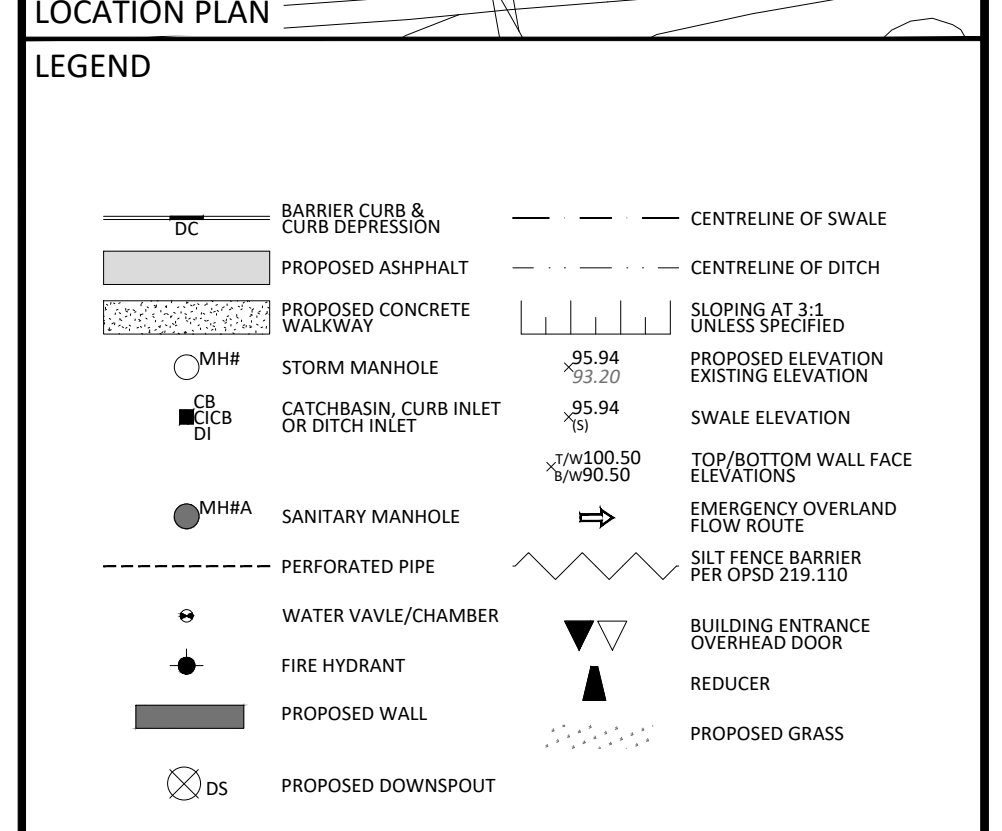 LOCATION PLAN
LEGEND
DC
BARRIER CURB &
CURB DEPRESSION
PROPOSED ASHPHALT
PROPOSED CONCRETE
WALKWAY
MH#
STORM MANHOLE
CB
CICB
DI
CATCHBASIN, CURB INLET
OR DITCH INLET
MH#A
SANITARY MANHOLE
PERFORATED PIPE
WATER VAVLE/CHAMBER
FIRE HYDRANT
PROPOSED WALL
DS
PROPOSED DOWNSPOUT
CENTRELINE OF SWALE
CENTRELINE OF DITCH
SLOPING AT 3:1
UNLESS SPECIFIED
95.94
93.20
PROPOSED ELEVATION
EXISTING ELEVATION
95.94
(S)
SWALE ELEVATION
T/W100.50
B/W90.50
TOP/BOTTOM WALL FACE
ELEVATIONS
EMERGENCY OVERLAND
FLOW ROUTE
SILT FENCE BARRIER
PER OPSD 219.110
BUILDING ENTRANCE
OVERHEAD DOOR
REDUCER
PROPOSED GRASS